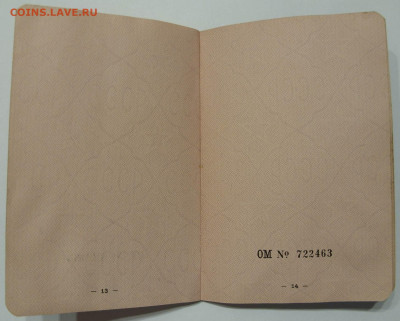 COINS.LAVE.RU
ОМ № 722463
— 13 —
— 14 —